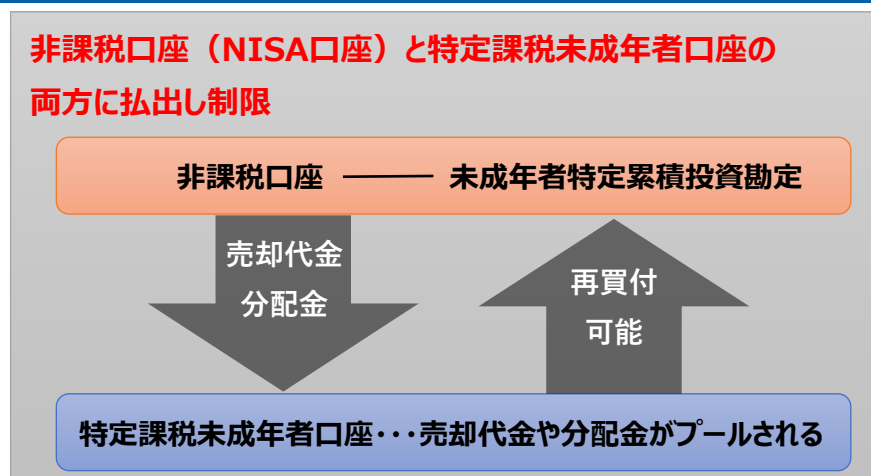 非課税口座（NISA口座）と特定課税未成年者口座の
両方に払出し制限
非課税口座 ――― 未成年者特定累積投資勘定
売却代金
分配金
再買付
可能
特定課税未成年者口座･･･売却代金や分配金がプールされる